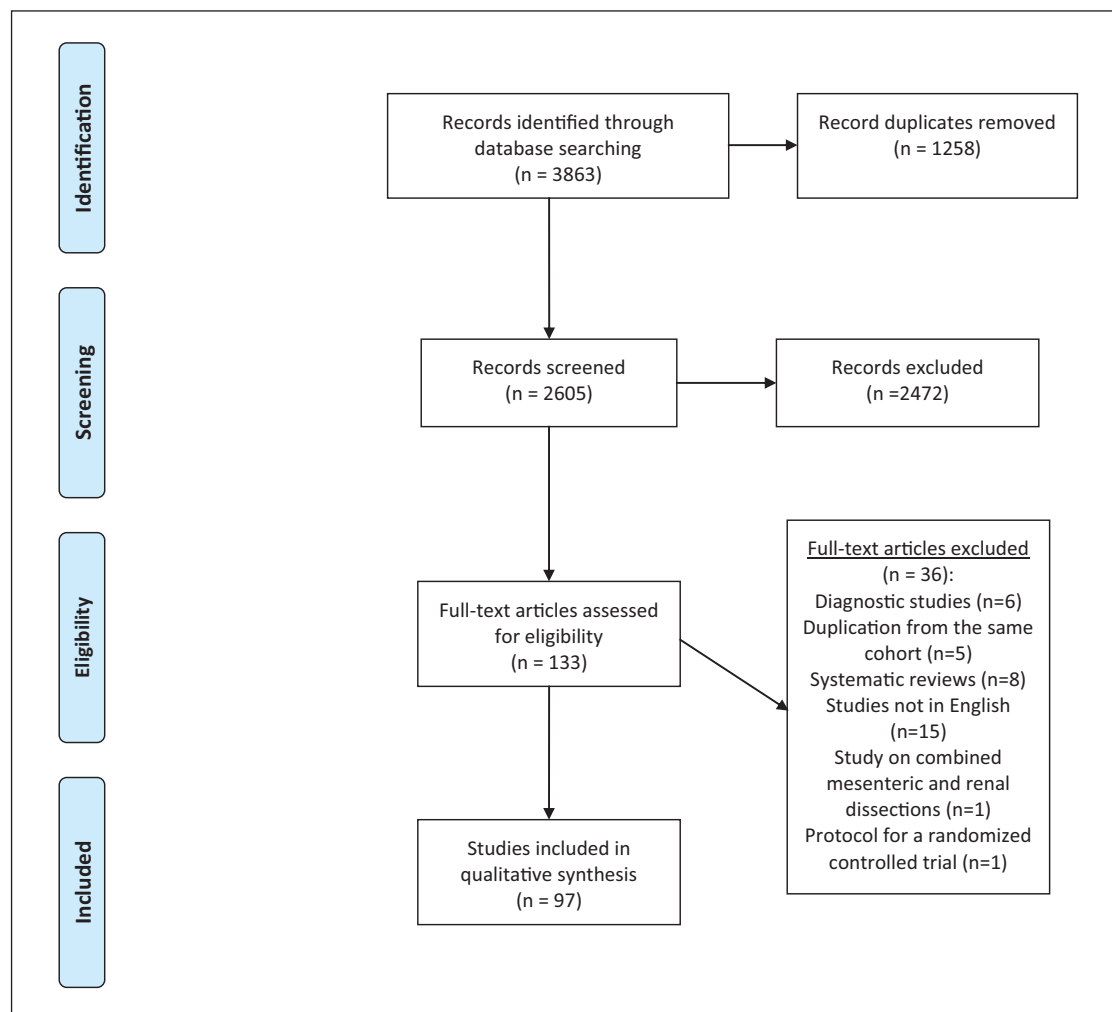 Identification
Records identified through
database searching
(n = 3863)
Record duplicates removed
(n = 1258)
Screening
Records screened
(n = 2605)
Records excluded
(n =2472)
Eligibility
Full-text articles assessed
for eligibility
(n = 133)
Full-text articles excluded
(n = 36):
Diagnostic studies (n=6)
Duplication from the same
cohort (n=5)
Systematic reviews (n=8)
Studies not in English
(n=15)
Study on combined
mesenteric and renal
dissections (n=1)
Protocol for a randomized
controlled trial (n=1)
Included
Studies included in
qualitative synthesis
(n = 97)